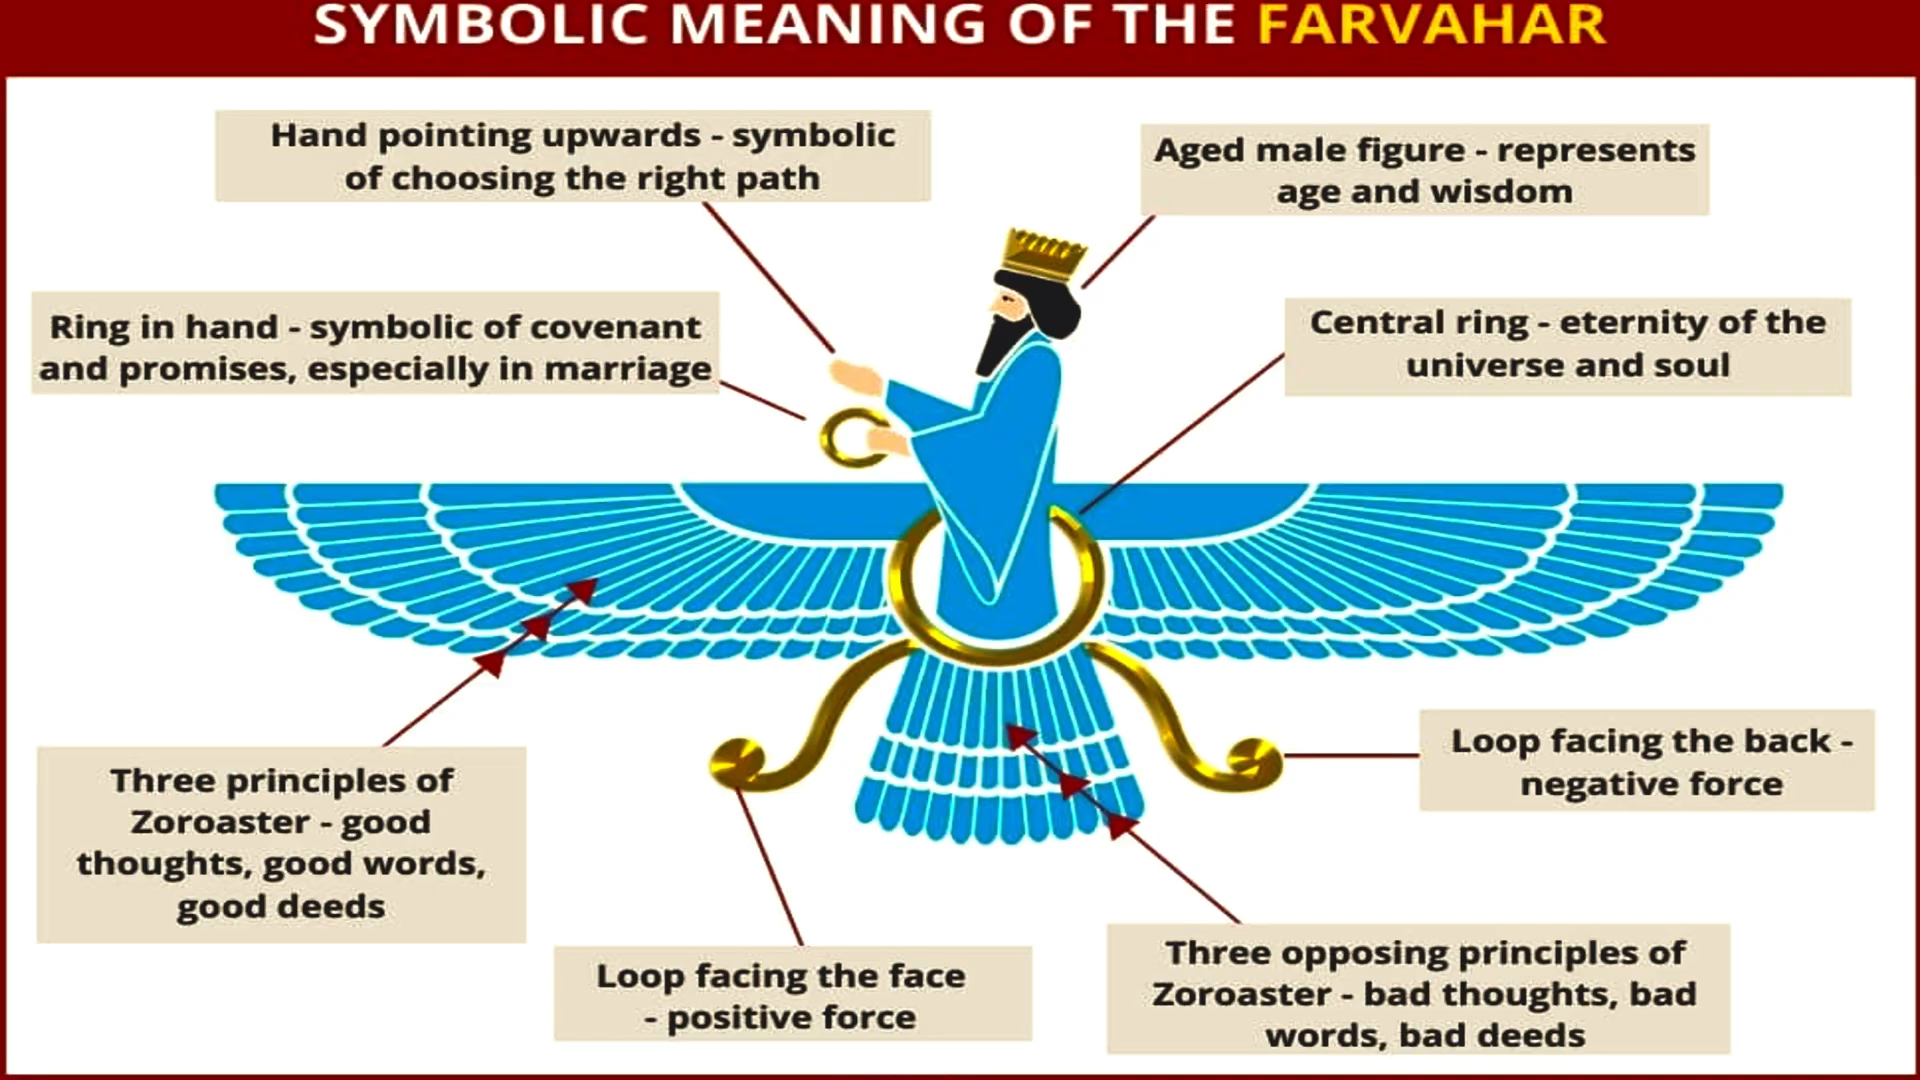 SYMBOLIC MEANING OF THE FARVAHAR
Hand pointing upwards - symbolic
of choosing the right path
Aged male figure - represents
age and wisdom
Ring in hand - symbolic of covenant
and promises, especially in marriage
Central ring - eternity of the
universe and soul
Three principles of
Zoroaster - good
thoughts, good words,
good deeds
Loop facing the back -
negative force
Loop facing the face
- positive force
Three opposing principles of
Zoroaster - bad thoughts, bad
words, bad deeds